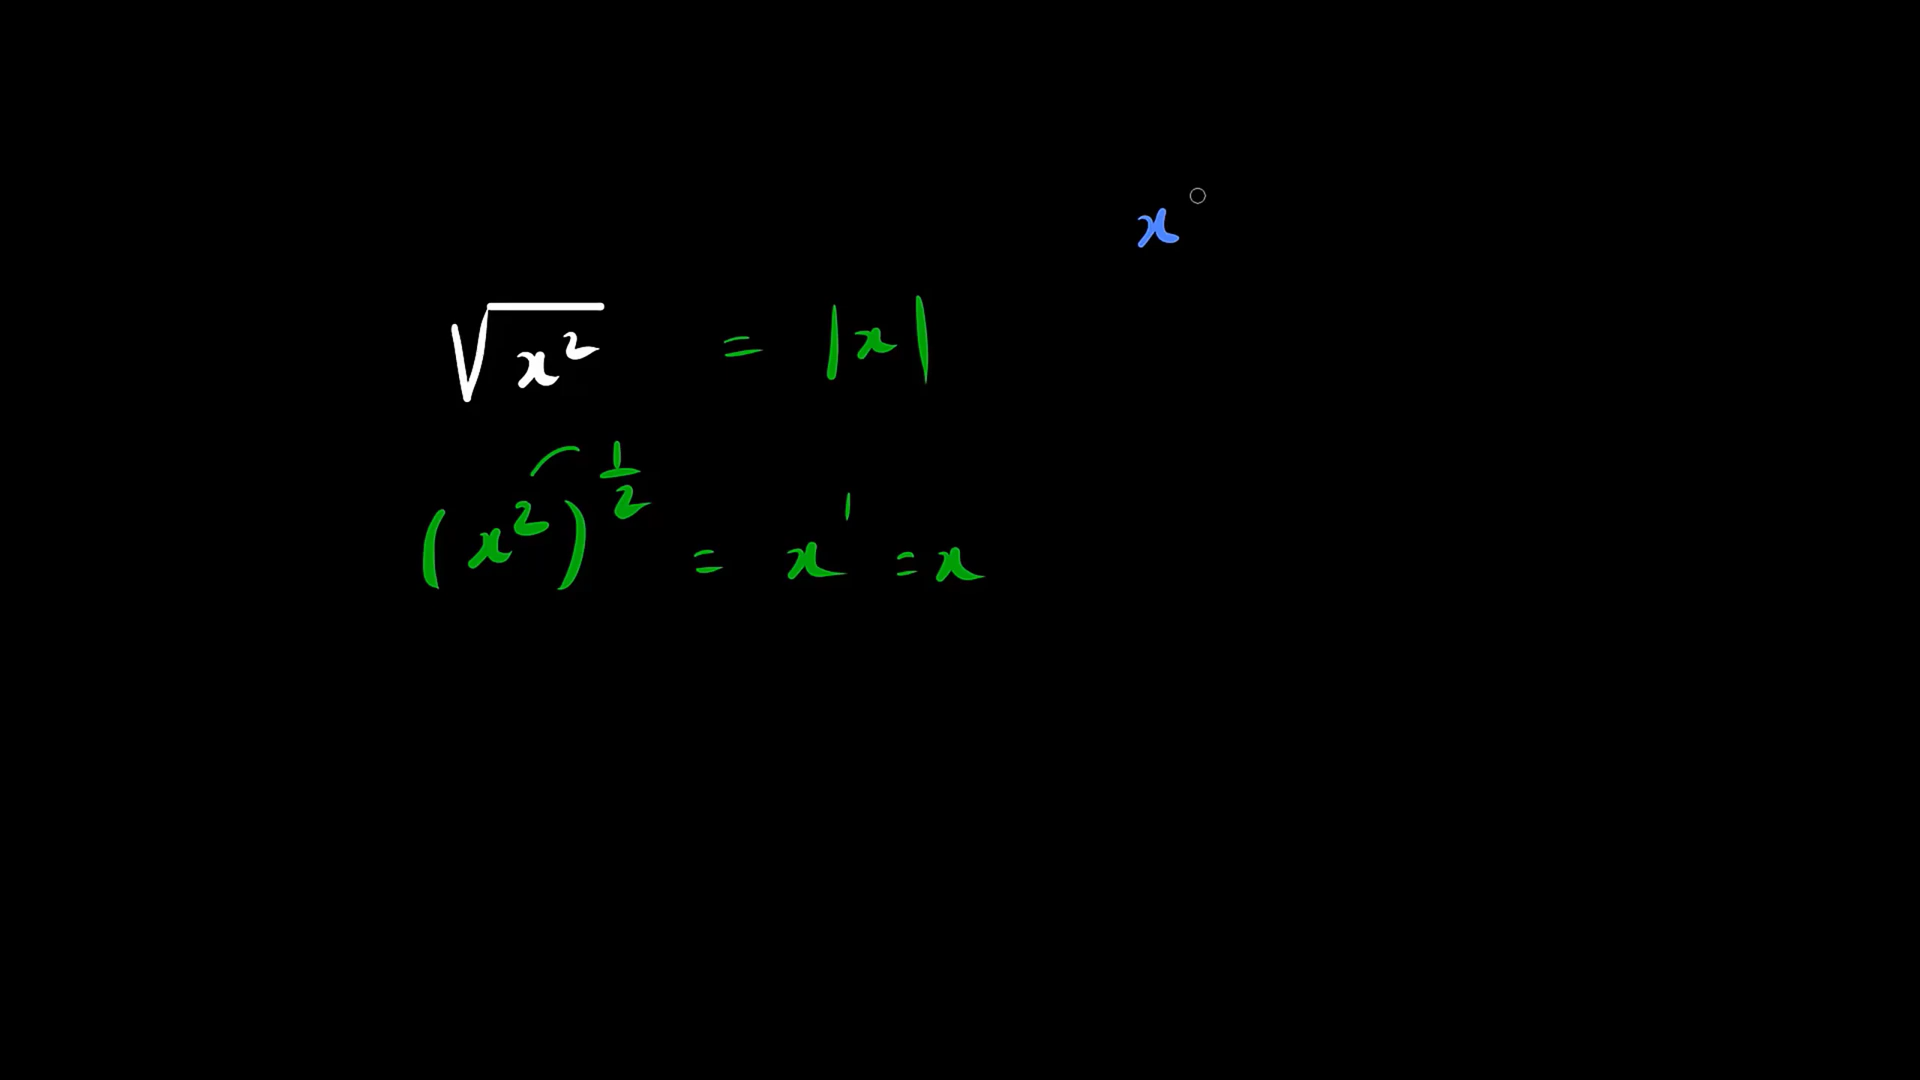 x
√x² = |x|
(x²)^½ = x¹ = x